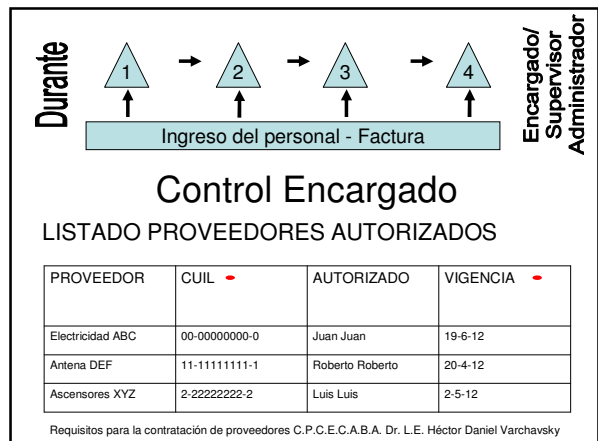 Durante
1 2 3 4
Encargado/
Supervisor
Administrador
Ingreso del personal - Factura
Control Encargado
LISTADO PROVEEDORES AUTORIZADOS
PROVEEDOR CUIL AUTORIZADO VIGENCIA
Electricidad ABC 00-00000000-0 Juan Juan 19-6-12
Antena DEF 11-11111111-1 Roberto Roberto 20-4-12
Ascensores XYZ 2-22222222-2 Luis Luis 2-5-12
Requisitos para la contratación de proveedores C.P.C.E.C.A.B.A. Dr. L.E. Héctor Daniel Varchavsky